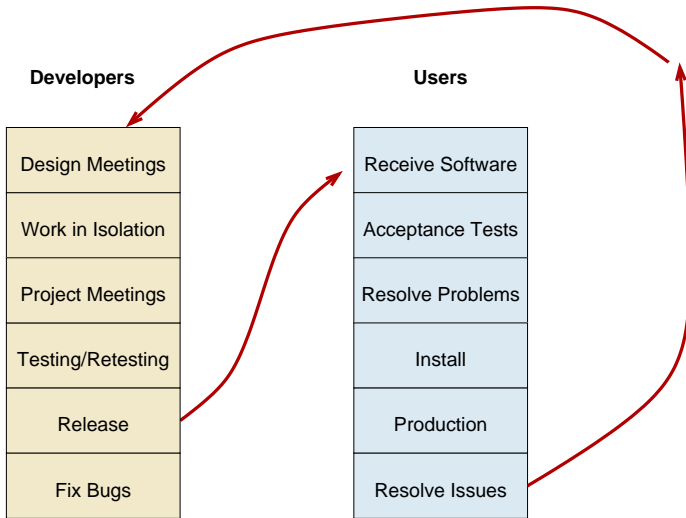 Developers
Users
Design Meetings
Work in Isolation
Project Meetings
Testing/Retesting
Release
Fix Bugs
Receive Software
Acceptance Tests
Resolve Problems
Install
Production
Resolve Issues